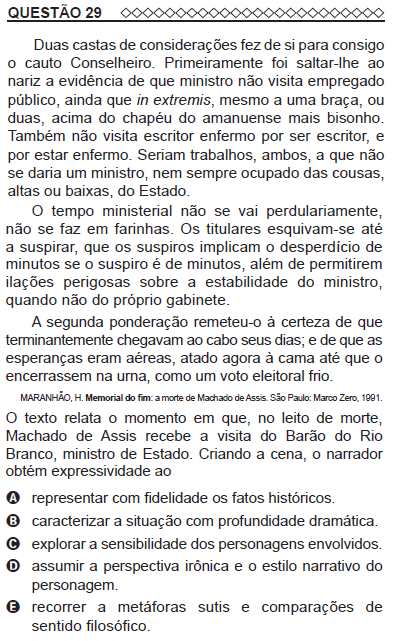 QUESTÃO 29
Duas castas de considerações fez de si para consigo
o cauto Conselheiro. Primeiramente foi saltar-lhe ao
nariz a evidência de que ministro não visita empregado
público, ainda que in extremis, mesmo a uma braça, ou
duas, acima do chapéu do amanuense mais bisonho.
Também não visita escritor enfermo por ser escritor, e
por estar enfermo. Seriam trabalhos, ambos, a que não
se daria um ministro, nem sempre ocupado das cousas,
altas ou baixas, do Estado.
O tempo ministerial não se vai perdulariamente,
não se faz em farinhas. Os titulares esquivam-se até
a suspirar, que os suspiros implicam o desperdício de
minutos se o suspiro é de minutos, além de permitirem
ilações perigosas sobre a estabilidade do ministro,
quando não do próprio gabinete.
A segunda ponderação remeteu-o à certeza de que
terminantemente chegavam ao cabo seus dias; e de que as
esperanças eram aéreas, atado agora à cama até que o
encerrassem na urna, como um voto eleitoral frio.
MARANHÃO, H. Memorial do fim: a morte de Machado de Assis. São Paulo: Marco Zero, 1991.
O texto relata o momento em que, no leito de morte,
Machado de Assis recebe a visita do Barão do Rio
Branco, ministro de Estado. Criando a cena, o narrador
obtém expressividade ao
A representar com fidelidade os fatos históricos.
B caracterizar a situação com profundidade dramática.
C explorar a sensibilidade dos personagens envolvidos.
D assumir a perspectiva irônica e o estilo narrativo do
personagem.
E recorrer a metáforas sutis e comparações de
sentido filosófico.